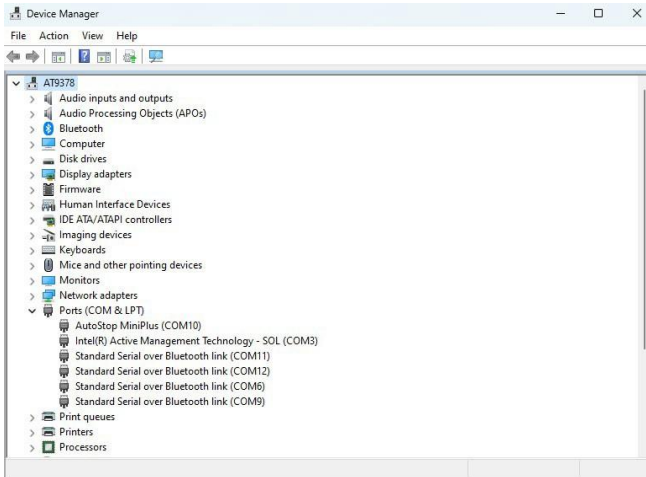 Device Manager
File Action View Help
AT9378
Audio inputs and outputs
Audio Processing Objects (APOs)
Bluetooth
Computer
Disk drives
Display adapters
Firmware
Human Interface Devices
IDE ATA/ATAPI controllers
Imaging devices
Keyboards
Mice and other pointing devices
Monitors
Network adapters
Ports (COM & LPT)
AutoStop MiniPlus (COM10)
Intel(R) Active Management Technology - SOL (COM3)
Standard Serial over Bluetooth link (COM11)
Standard Serial over Bluetooth link (COM12)
Standard Serial over Bluetooth link (COM6)
Standard Serial over Bluetooth link (COM9)
Print queues
Printers
Processors